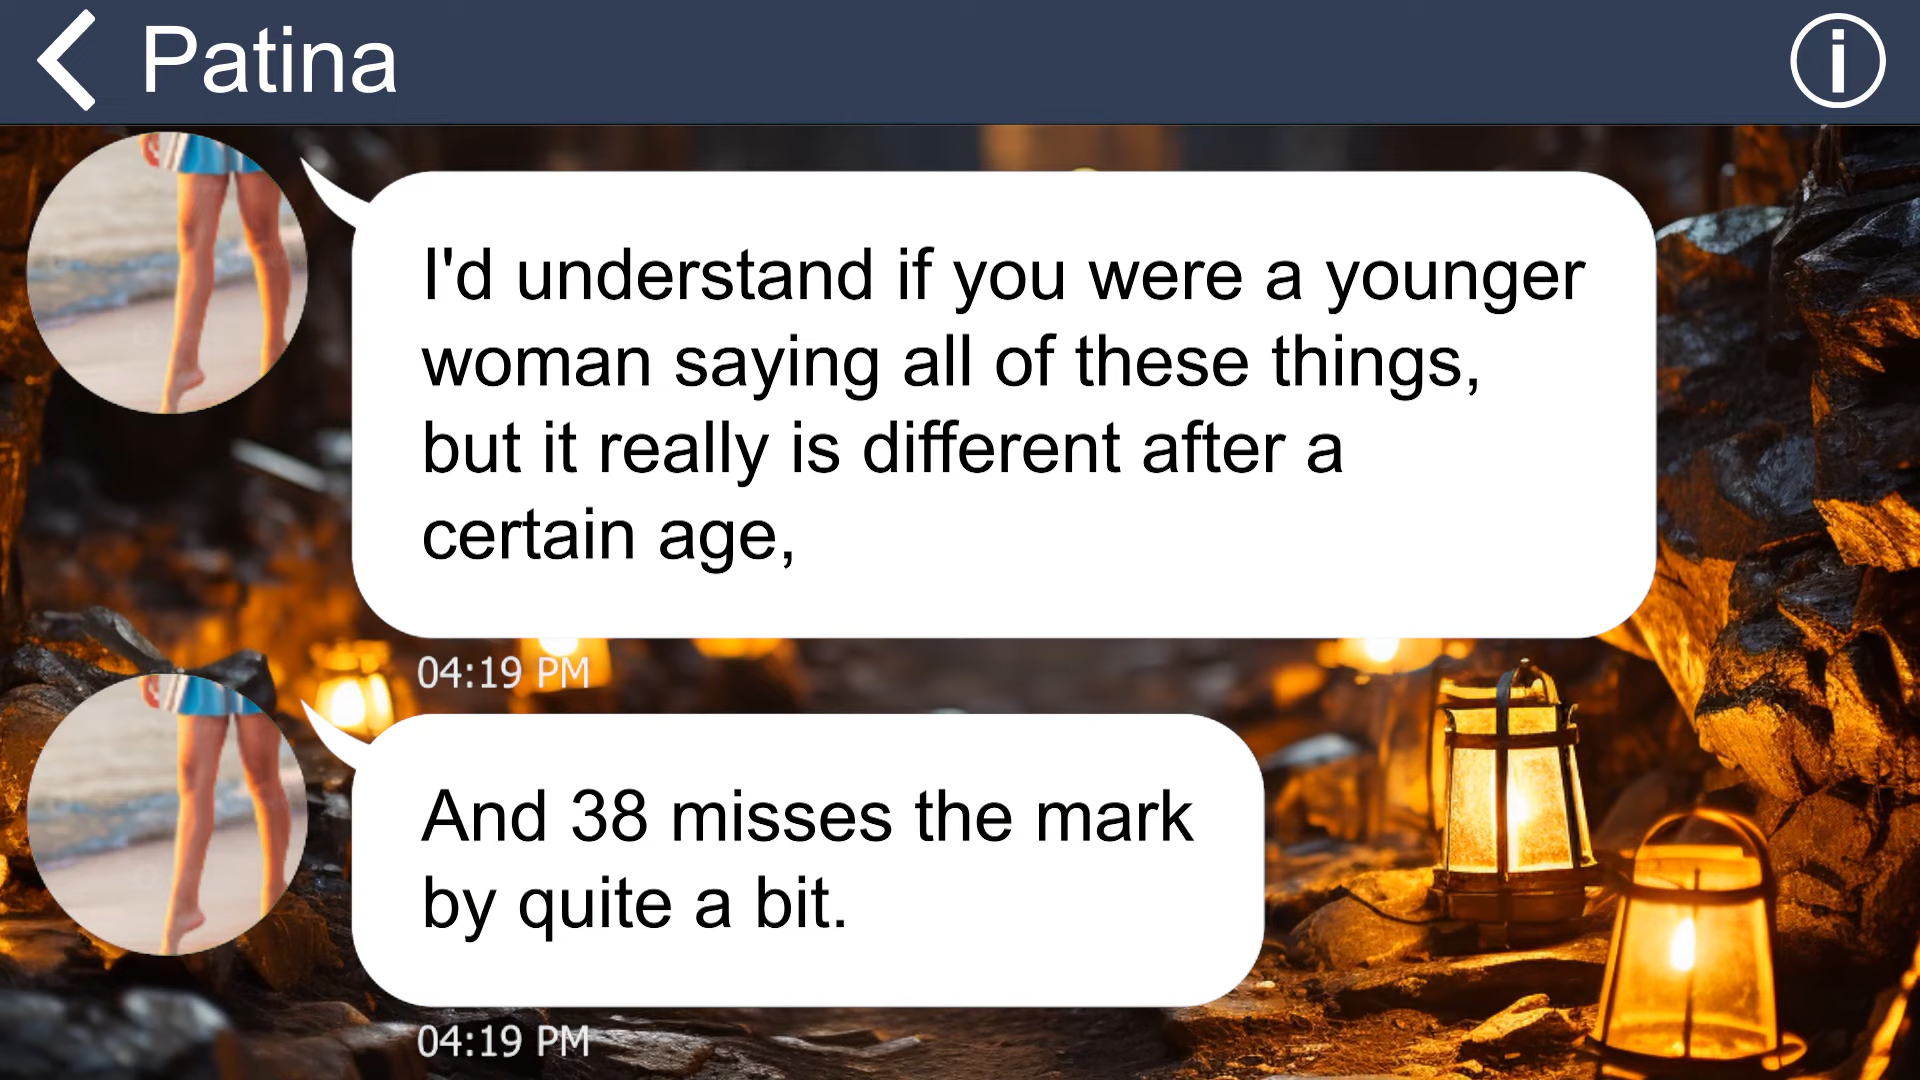 Patina
I'd understand if you were a younger
woman saying all of these things,
but it really is different after a
certain age,
04:19 PM
And 38 misses the mark
by quite a bit.
04:19 PM